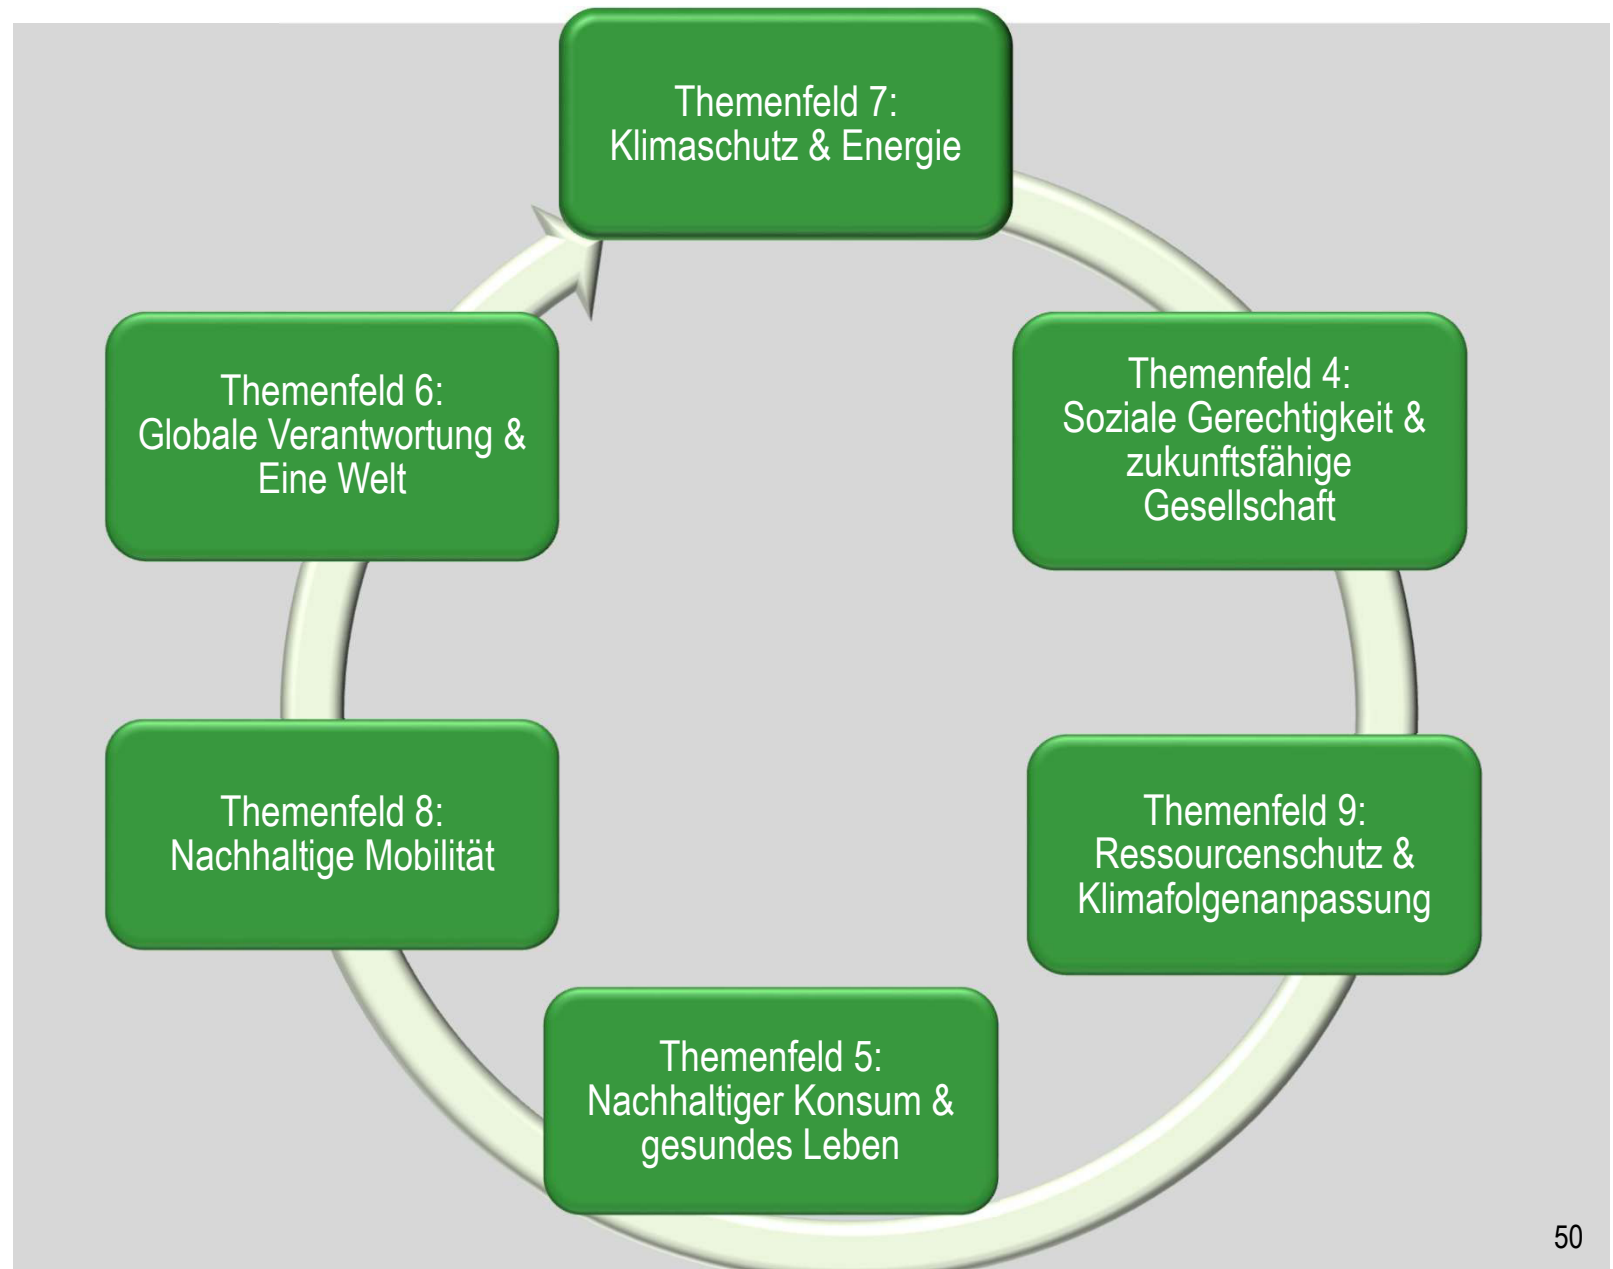 Themenfeld 7:
Klimaschutz & Energie
Themenfeld 4:
Soziale Gerechtigkeit &
zukunftsfähige
Gesellschaft
Themenfeld 9:
Ressourcenschutz &
Klimafolgenanpassung
Themenfeld 5:
Nachhaltiger Konsum &
gesundes Leben
Themenfeld 8:
Nachhaltige Mobilität
Themenfeld 6:
Globale Verantwortung &
Eine Welt
50